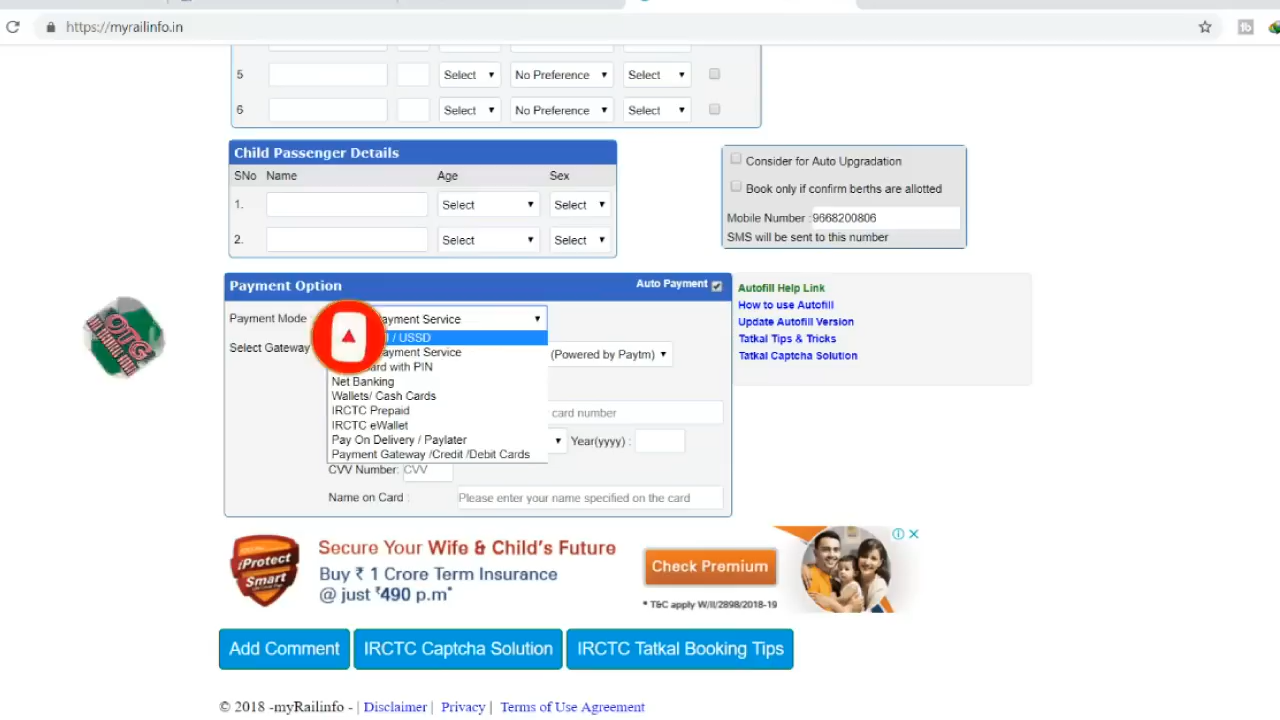 https://myrailinfo.in
5 Select No Preference Select
6 Select No Preference Select
Child Passenger Details
SNo Name Age Sex
1. Select Select
2. Select Select
Consider for Auto Upgradation
Book only if confirm berths are allotted
Mobile Number : 9668200806
SMS will be sent to this number
Payment Option Auto Payment
Payment Mode ayment Service
/ USSD
Select Gateway ayment Service (Powered by Paytm)
ard with PIN
Net Banking
Wallets/ Cash Cards
IRCTC Prepaid card number
IRCTC eWallet
Pay On Delivery / Paylater Year(yyyy) :
Payment Gateway /Credit /Debit Cards
CVV Number: CVV
Name on Card : Please enter your name specified on the card
Autofill Help Link
How to use Autofill
Update Autofill Version
Tatkal Tips & Tricks
Tatkal Captcha Solution
OTG
iProtect Smart
Secure Your Wife & Child's Future
Buy ₹ 1 Crore Term Insurance
@ just ₹490 p.m*
Check Premium
* T&C apply W/II/2898/2018-19
Add Comment IRCTC Captcha Solution IRCTC Tatkal Booking Tips
© 2018 -myRailinfo - | Disclaimer | Privacy | Terms of Use Agreement